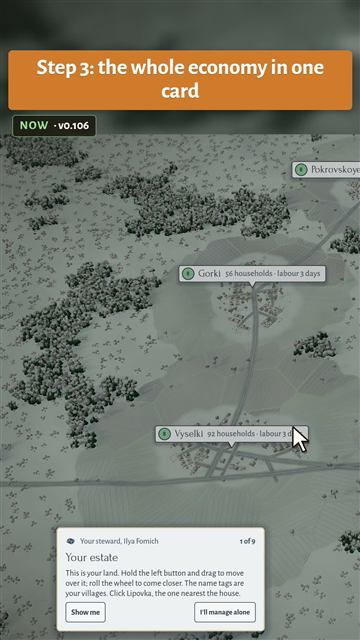 Step 3: the whole economy in one
card
NOW · v0.106
Pokrovskoye
Gorki 56 households · labour 3 days
Vyselki 92 households · labour 3 d
Your steward, Ilya Fomich 1 of 9
Your estate
This is your land. Hold the left button and drag to move
over it; roll the wheel to come closer. The name tags are
your villages. Click Lipovka, the one nearest the house.
Show me
I'll manage alone